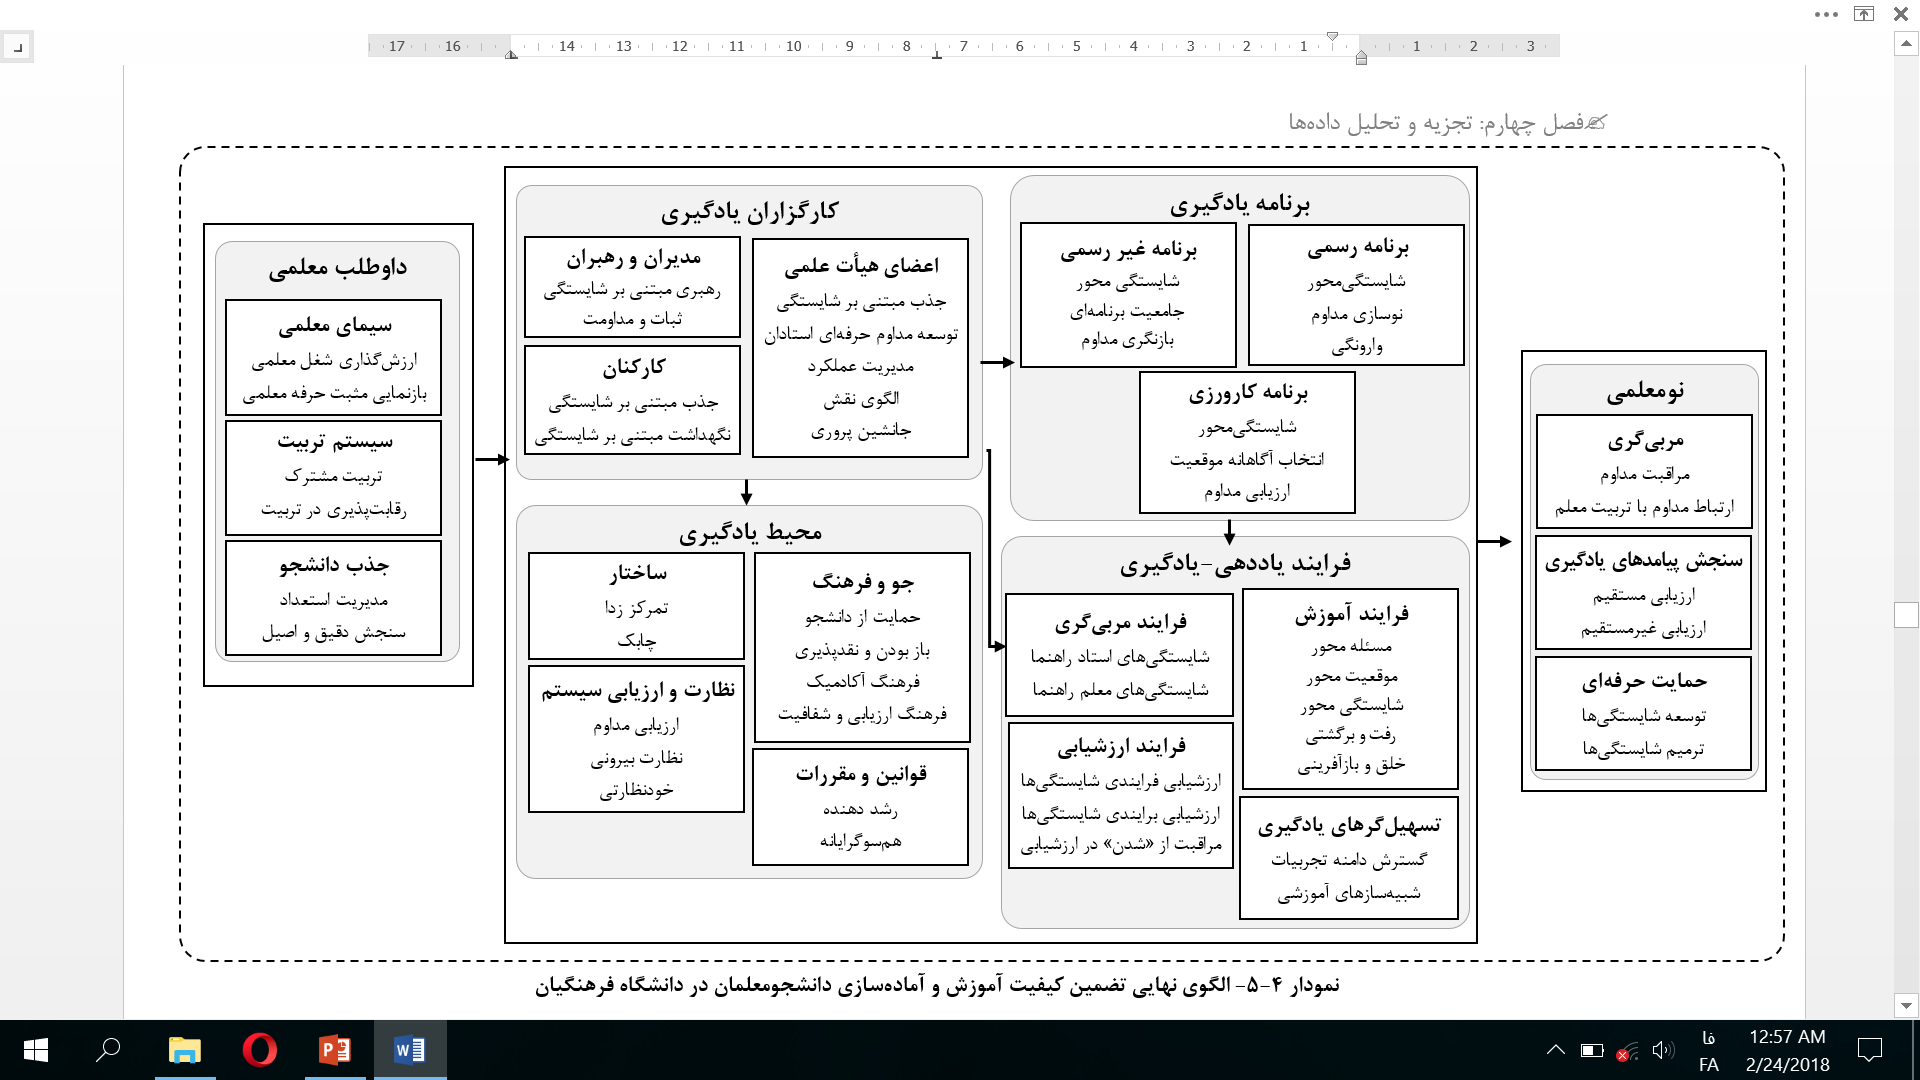 17 16 14 13 12 11 10 9 8 7 6 5 4 3 2 1 1 2 3
فصل چهارم: تجزیه و تحلیل داده‌ها
داوطلب معلمی
سیمای معلمی
ارزش‌گذاری شغل معلمی
بازنمایی مثبت حرفه معلمی
سیستم تربیت
تربیت مشترک
رقابت‌پذیری در تربیت
جذب دانشجو
مدیریت استعداد
سنجش دقیق و اصیل
کارگزاران یادگیری
اعضای هیأت علمی
جذب مبتنی بر شایستگی
توسعه مداوم حرفه‌ای استادان
مدیریت عملکرد
الگوی نقش
جانشین پروری
مدیران و رهبران
رهبری مبتنی بر شایستگی
ثبات و مداومت
کارکنان
جذب مبتنی بر شایستگی
نگهداشت مبتنی بر شایستگی
محیط یادگیری
جو و فرهنگ
حمایت از دانشجو
باز بودن و نقدپذیری
فرهنگ آکادمیک
فرهنگ ارزیابی و شفافیت
ساختار
تمرکز زدا
چابک
نظارت و ارزیابی سیستم
ارزیابی مداوم
نظارت بیرونی
خودنظارتی
قوانین و مقررات
رشد دهنده
هم‌سوگرایانه
برنامه یادگیری
برنامه رسمی
شایستگی‌محور
نوسازی مداوم
وارونگی
برنامه غیر رسمی
شایستگی محور
جامعیت برنامه‌ای
بازنگری مداوم
برنامه کارورزی
شایستگی‌محور
انتخاب آگاهانه موقعیت
ارزیابی مداوم
فرایند یاددهی-یادگیری
فرایند آموزش
مسئله محور
موقعیت محور
شایستگی محور
رفت و برگشتی
خلق و بازآفرینی
فرایند مربی‌گری
شایستگی‌های استاد راهنما
شایستگی‌های معلم راهنما
فرایند ارزشیابی
ارزشیابی فرایندی شایستگی‌ها
ارزشیابی برایندی شایستگی‌ها
مراقبت از «شدن» در ارزشیابی
تسهیل‌گرهای یادگیری
گسترش دامنه تجربیات
شبیه‌سازهای آموزشی
نومعلمی
مربی‌گری
مراقبت مداوم
ارتباط مداوم با تربیت معلم
سنجش پیامدهای یادگیری
ارزیابی مستقیم
ارزیابی غیرمستقیم
حمایت حرفه‌ای
توسعه شایستگی‌ها
ترمیم شایستگی‌ها
نمودار ۴-۵- الگوی نهایی تضمین کیفیت آموزش و آماده‌سازی دانشجومعلمان در دانشگاه فرهنگیان
فا
FA
12:57 AM
2/24/2018